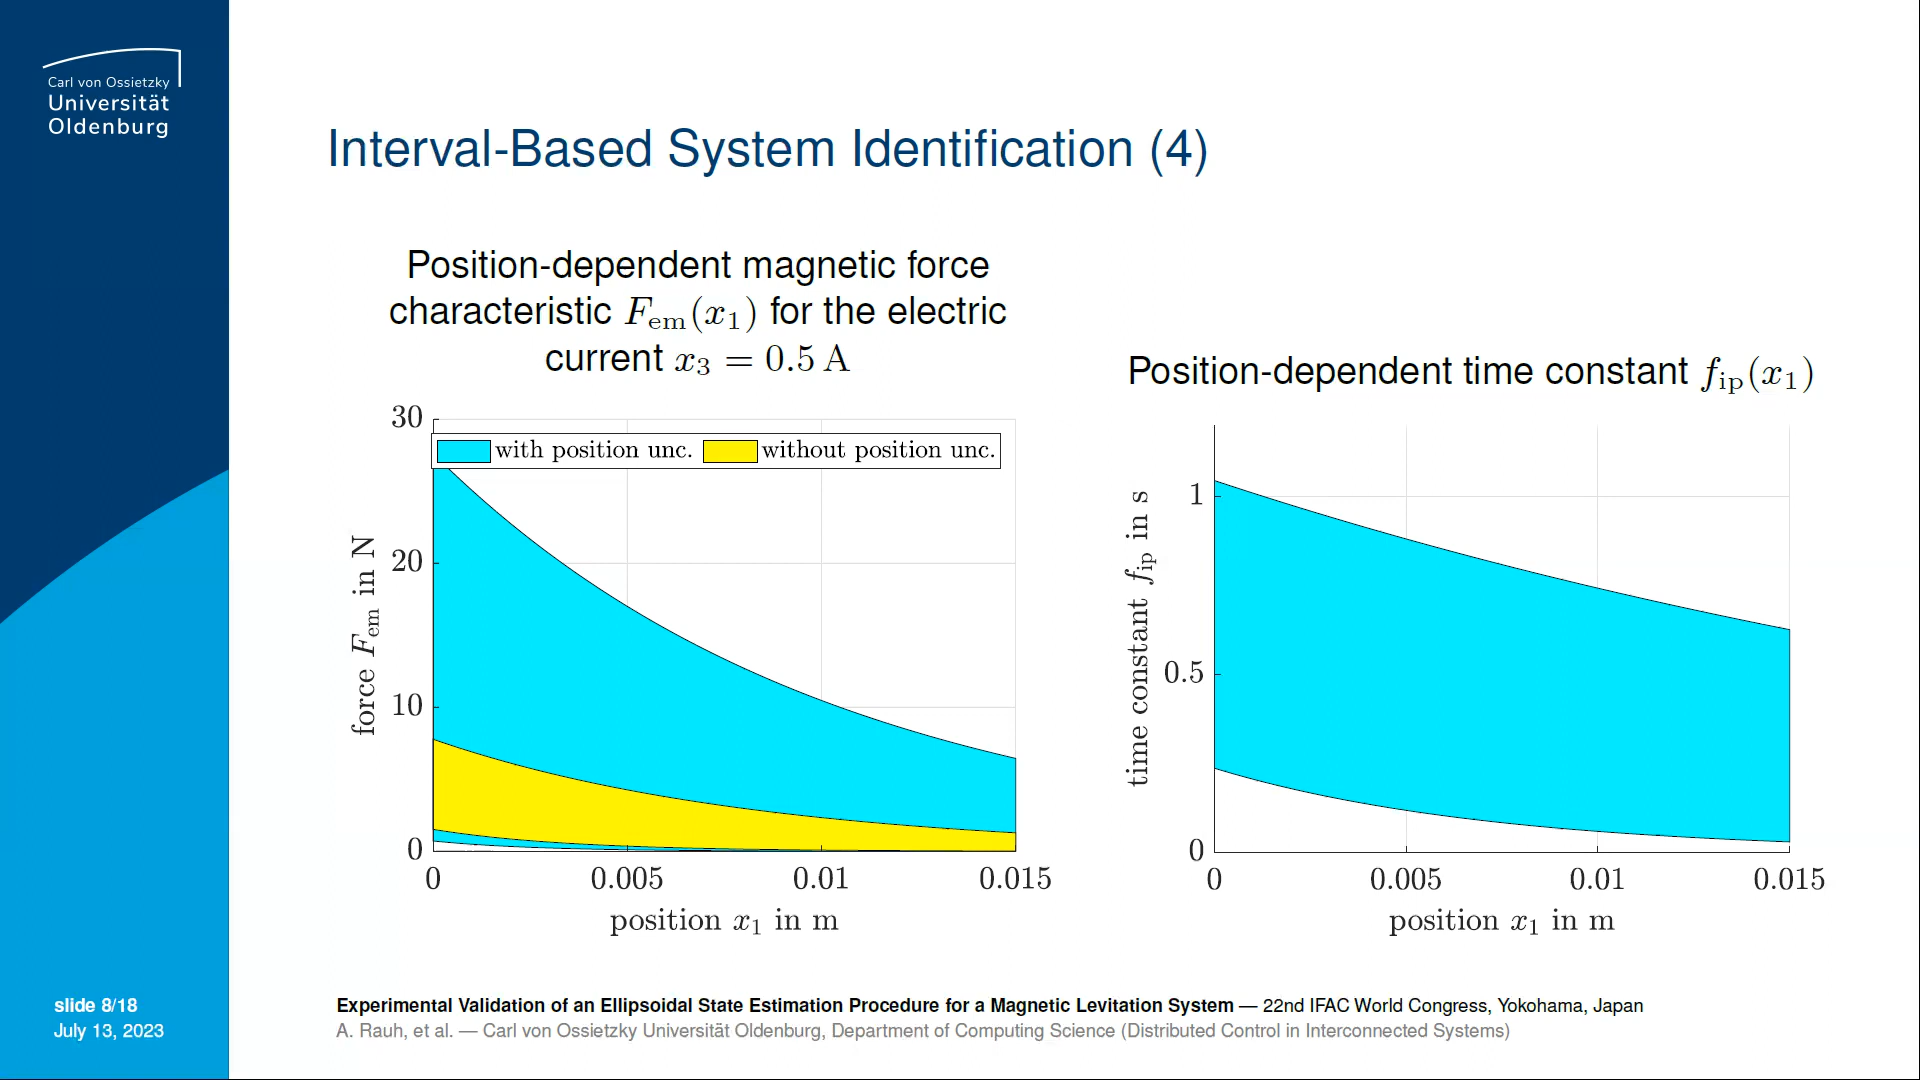 Carl von Ossietzky
Universität
Oldenburg
Interval-Based System Identification (4)
Position-dependent magnetic force
characteristic F_em(x_1) for the electric
current x_3 = 0.5 A
30
20
10
0
with position unc. without position unc.
force F_em in N
0 0.005 0.01 0.015
position x_1 in m
Position-dependent time constant f_ip(x_1)
1
0.5
0
time constant f_ip in s
0 0.005 0.01 0.015
position x_1 in m
slide 8/18
July 13, 2023
Experimental Validation of an Ellipsoidal State Estimation Procedure for a Magnetic Levitation System — 22nd IFAC World Congress, Yokohama, Japan
A. Rauh, et al. — Carl von Ossietzky Universität Oldenburg, Department of Computing Science (Distributed Control in Interconnected Systems)